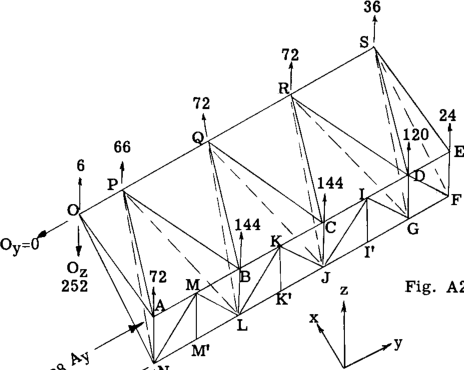 36
S
72
R
72
Q
24
66
P
120
E
6
D
O
144
I
F
C
Oy=0
144
K
G
B
I'
Oz
72
M
J
252
A
K'
Fig. A2
L
z
M'
x
y
Ay
N